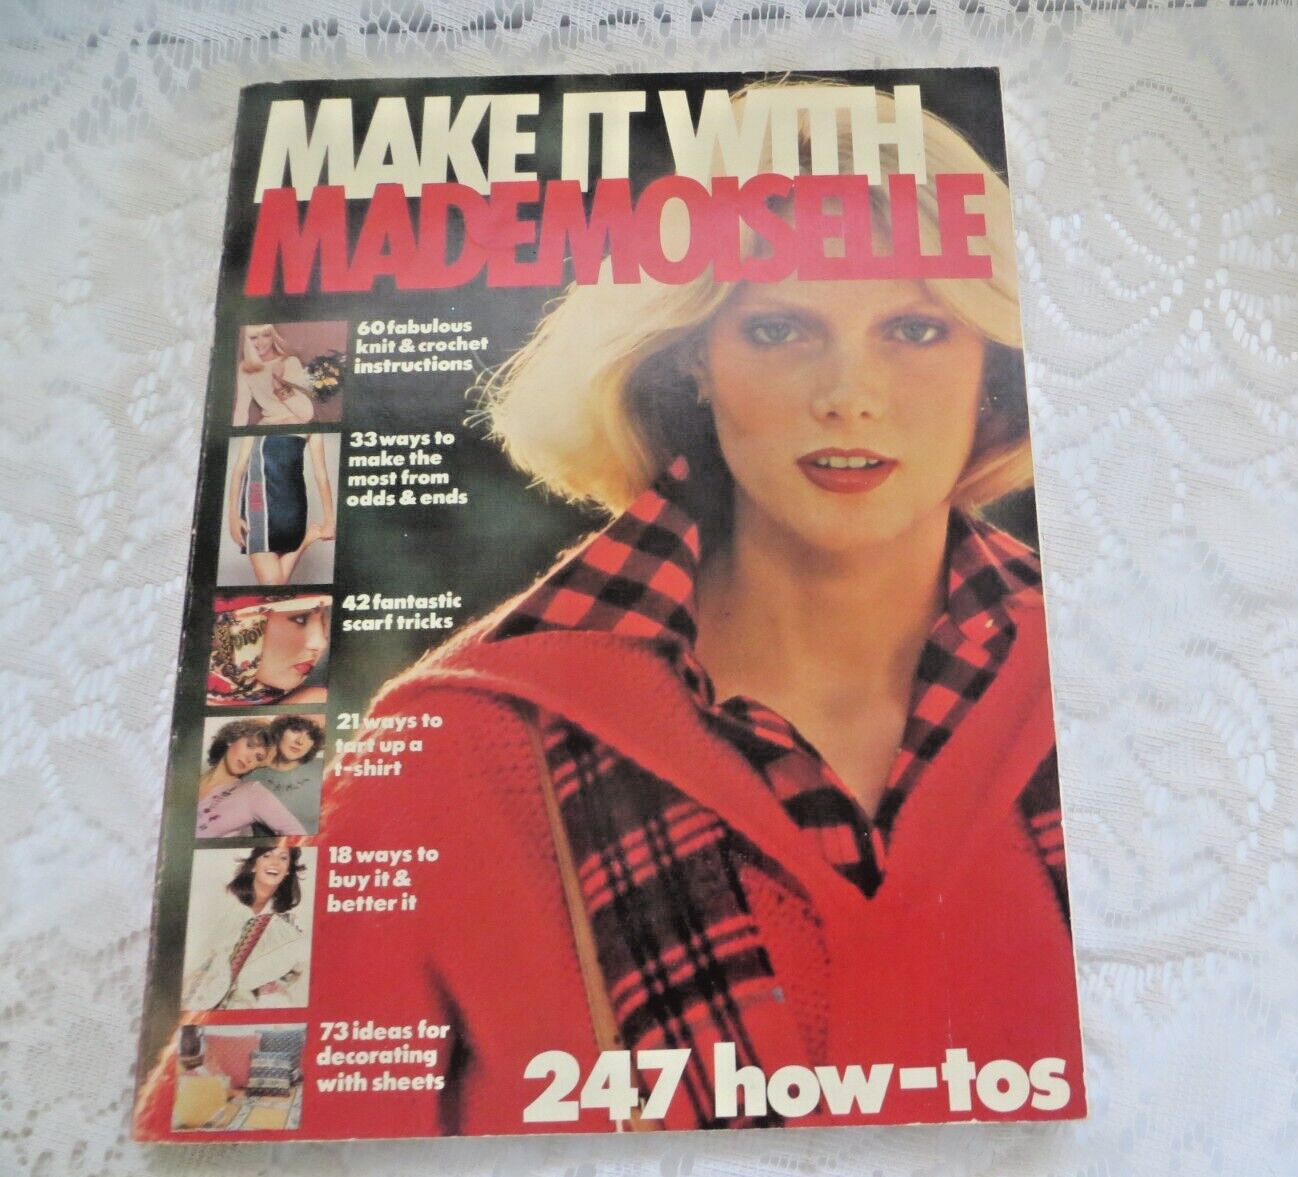 MAKE IT WITH
MADEMOISELLE
60 fabulous
knit & crochet
instructions
33 ways to
make the
most from
odds & ends
42 fantastic
scarf tricks
21 ways to
tart up a
t-shirt
18 ways to
buy it &
better it
73 ideas for
decorating
with sheets
247 how-tos